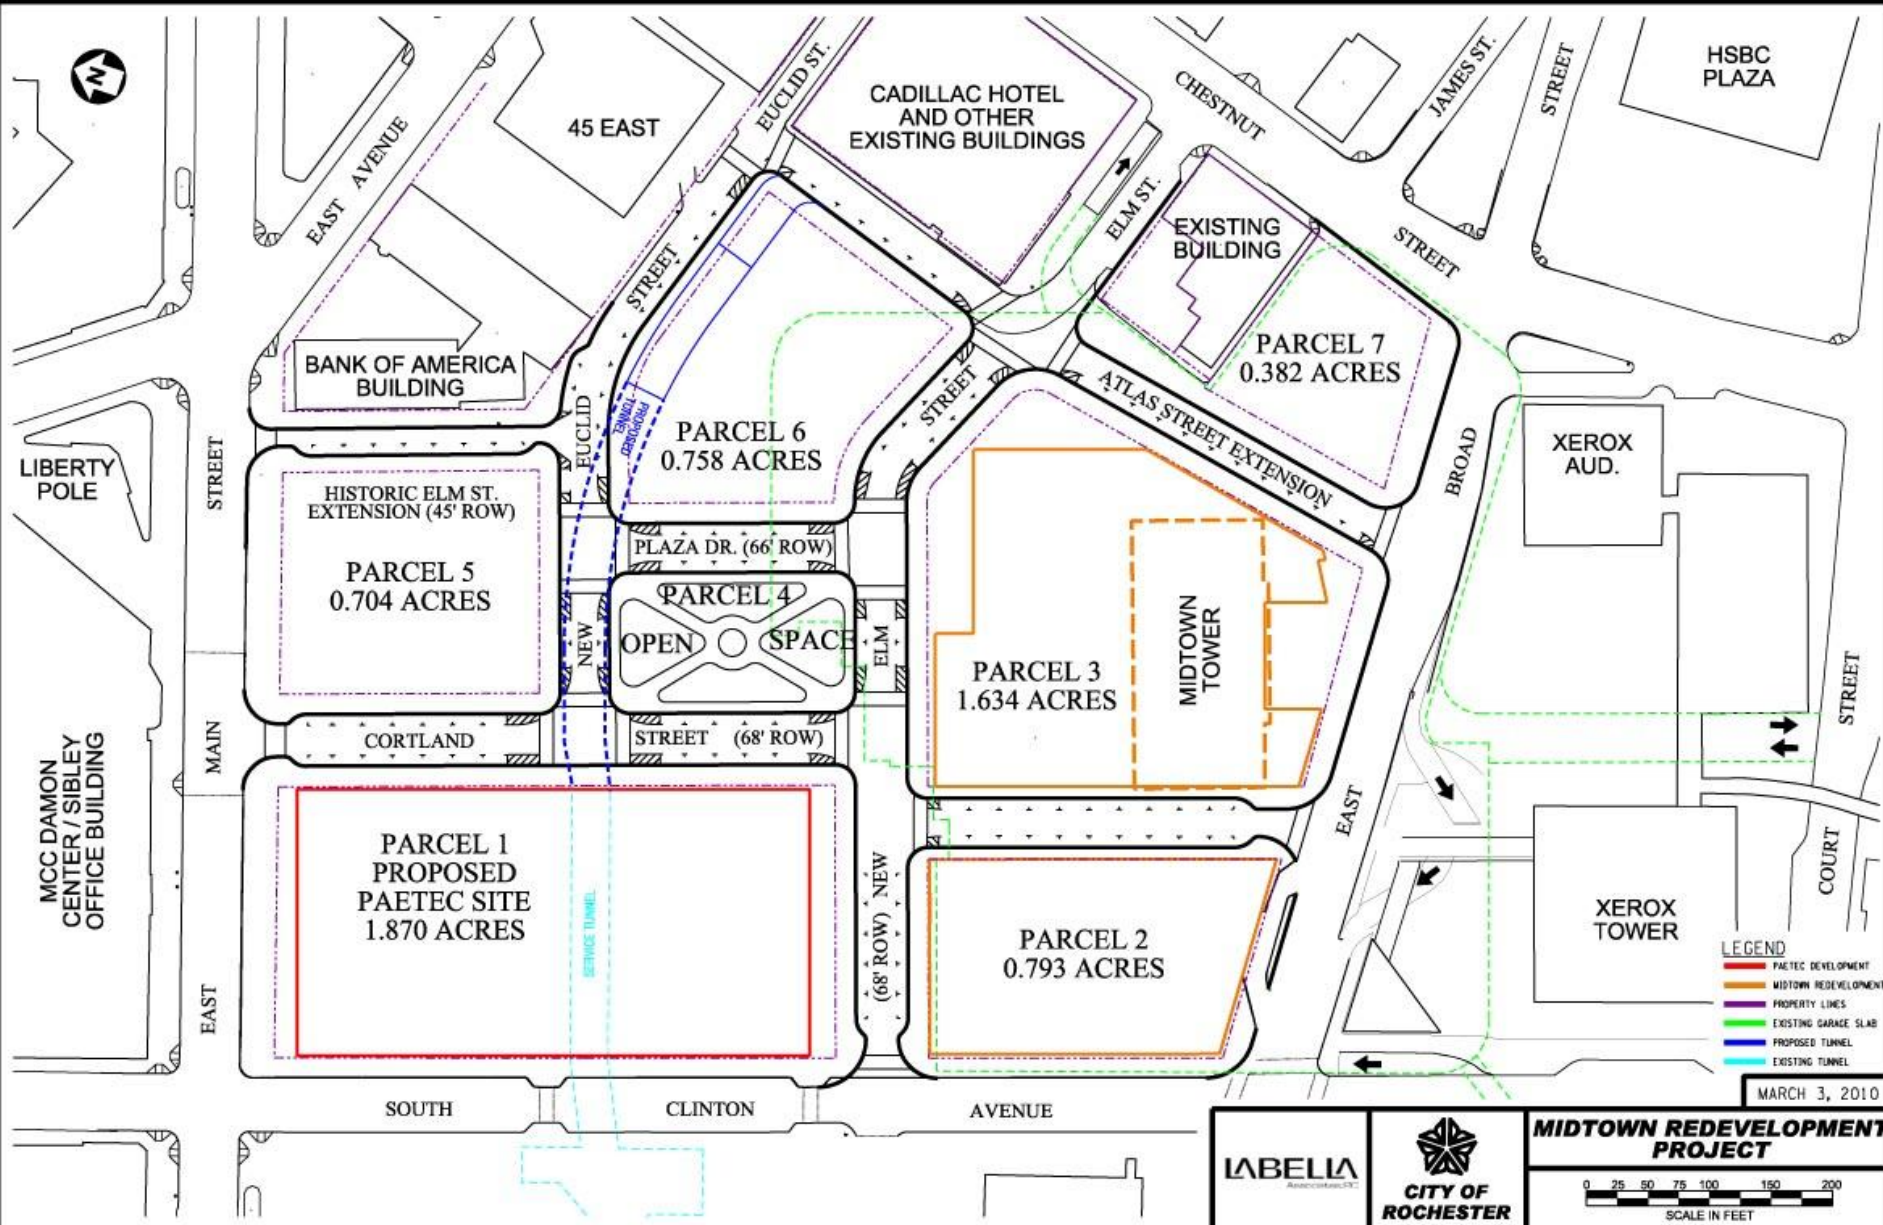 N
EUCLID ST.
CADILLAC HOTEL
AND OTHER
EXISTING BUILDINGS
CHESTNUT
STREET
JAMES ST.
STREET
HSBC
PLAZA
45 EAST
EAST AVENUE
ELM ST.
EXISTING
BUILDING
STREET
BANK OF AMERICA
BUILDING
PARCEL 7
0.382 ACRES
ATLAS STREET EXTENSION
STREET
EUCLID
PROPOSED
TUNNEL
PARCEL 6
0.758 ACRES
LIBERTY
POLE
STREET
HISTORIC ELM ST.
EXTENSION (45' ROW)
PARCEL 5
0.704 ACRES
BROAD
XEROX
AUD.
PLAZA DR. (66' ROW)
PARCEL 4
OPEN SPACE
NEW
ELM
MIDTOWN
TOWER
PARCEL 3
1.634 ACRES
STREET
MAIN
CORTLAND
STREET (68' ROW)
MCC DAMON
CENTER / SIBLEY
OFFICE BUILDING
EAST
COURT
PARCEL 1
PROPOSED
PAETEC SITE
1.870 ACRES
SERVICE TUNNEL
(68' ROW) NEW
PARCEL 2
0.793 ACRES
XEROX
TOWER
EAST
LEGEND
PAETEC DEVELOPMENT
MIDTOWN REDEVELOPMENT
PROPERTY LINES
EXISTING GARAGE SLAB
PROPOSED TUNNEL
EXISTING TUNNEL
SOUTH CLINTON AVENUE
MARCH 3, 2010
LABELLA
Associates, P.C.
CITY OF
ROCHESTER
MIDTOWN REDEVELOPMENT
PROJECT
0 25 50 75 100 150 200
SCALE IN FEET